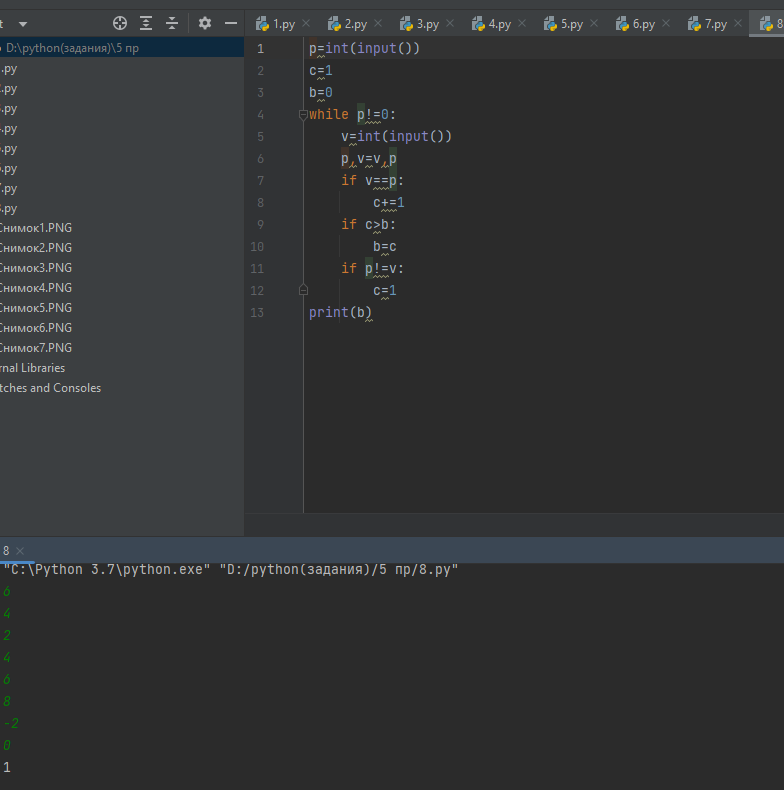 t
1.py
2.py
3.py
4.py
5.py
6.py
7.py
8
D:\python(задания)\5 пр
.py
.py
.py
.py
.py
.py
.py
.py
Снимок1.PNG
Снимок2.PNG
Снимок3.PNG
Снимок4.PNG
Снимок5.PNG
Снимок6.PNG
Снимок7.PNG
rnal Libraries
tches and Consoles
1 p=int(input())
2 c=1
3 b=0
4 while p!=0:
5 v=int(input())
6 p,v=v,p
7 if v==p:
8 c+=1
9 if c>b:
10 b=c
11 if p!=v:
12 c=1
13 print(b)
8
"C:\Python 3.7\python.exe" "D:/python(задания)/5 пр/8.py"
6
4
2
4
6
8
-2
0
1